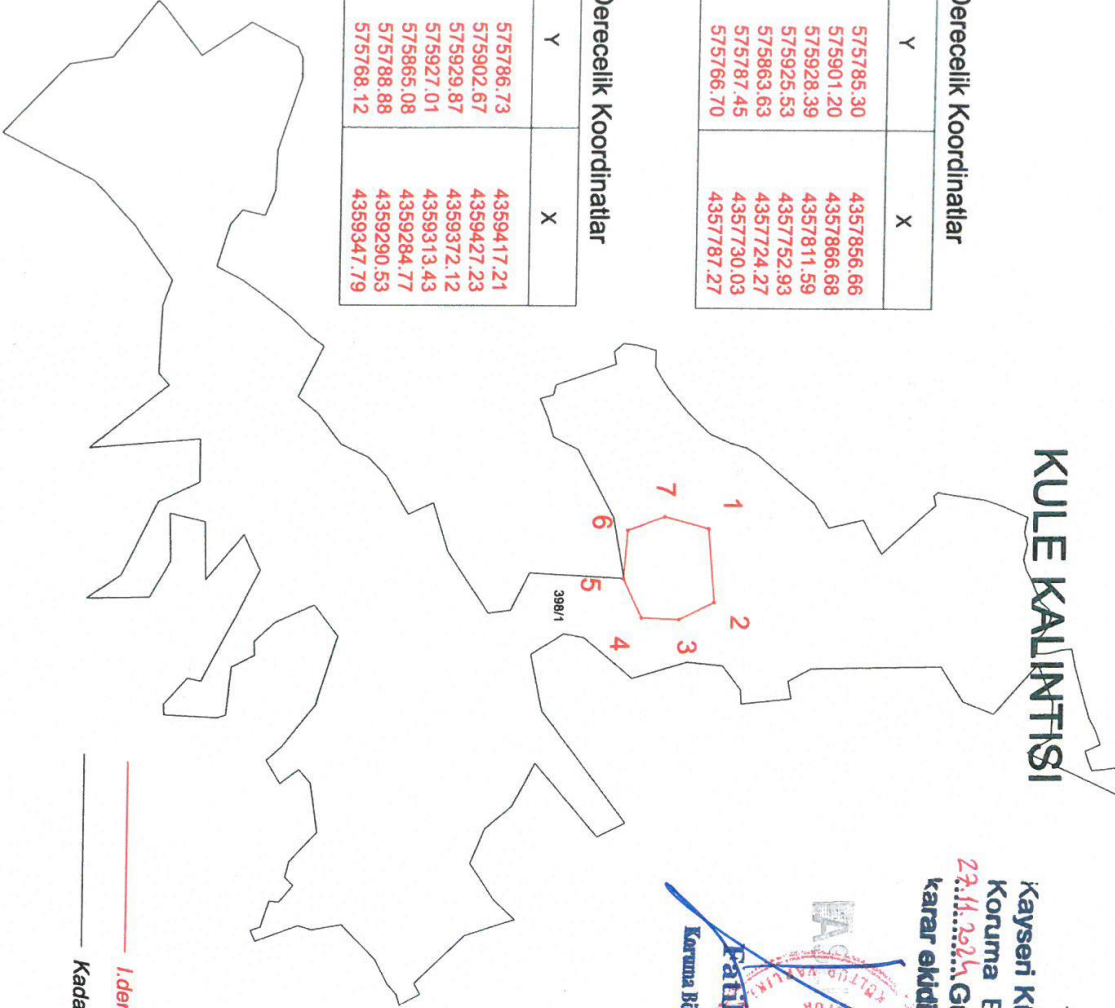 KULE KALINTISI
Derecelik Koordinatlar
Y X
575785.30 4357856.66
575901.20 4357866.68
575928.39 4357811.59
575925.53 4357752.93
575863.63 4357724.27
575787.45 4357730.03
575766.70 4357787.27
Derecelik Koordinatlar
Y X
575786.73 4359417.21
575902.67 4359427.23
575929.87 4359372.12
575927.01 4359313.43
575865.08 4359284.77
575788.88 4359290.53
575768.12 4359347.79
1
2
3
4
5
6
7
398/1
Kayseri K
Koruma B
27.11.2024 G
karar ekidi
Fati
Koruma Bö
I.der
Kada